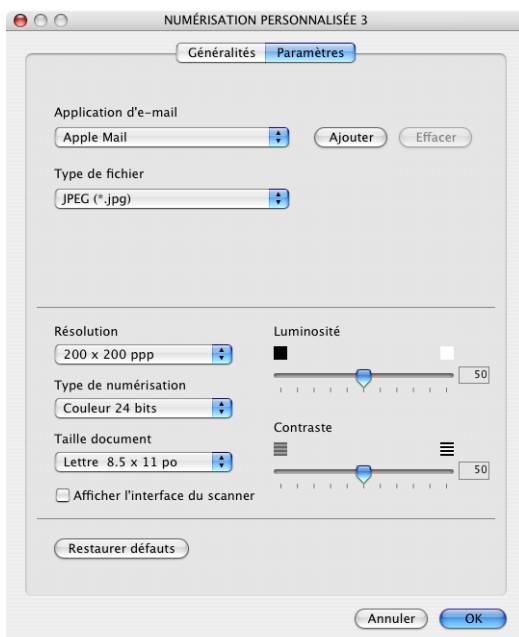 NUMÉRISATION PERSONNALISÉE 3
Généralités Paramètres
Application d'e-mail
Apple Mail Ajouter Effacer
Type de fichier
JPEG (*.jpg)
Résolution Luminosité
200 x 200 ppp
50
Type de numérisation
Couleur 24 bits
Contraste
Taille document
Lettre 8.5 x 11 po
50
Afficher l'interface du scanner
Restaurer défauts
Annuler OK